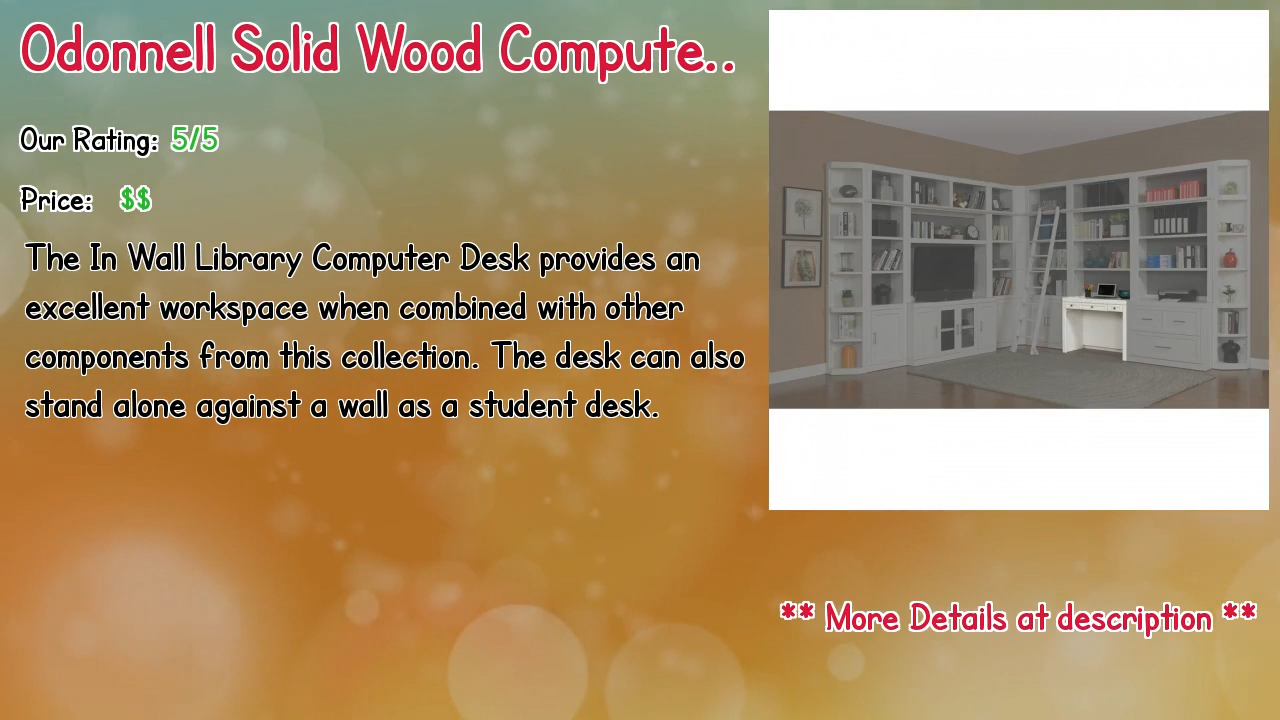 Odonnell Solid Wood Compute..
Our Rating: 5/5
Price: $$
The In Wall Library Computer Desk provides an
excellent workspace when combined with other
components from this collection. The desk can also
stand alone against a wall as a student desk.
** More Details at description **